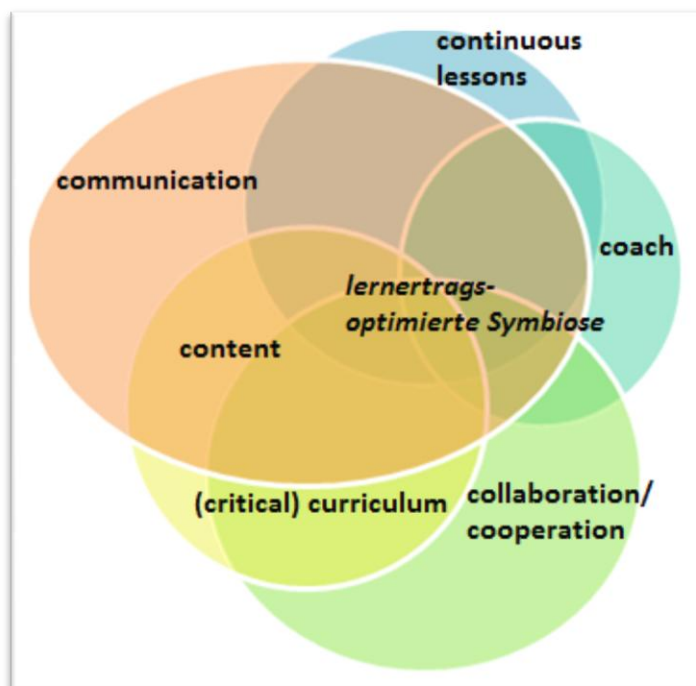 continuous
lessons
communication
coach
lernertrags-
optimierte Symbiose
content
(critical) curriculum
collaboration/
cooperation